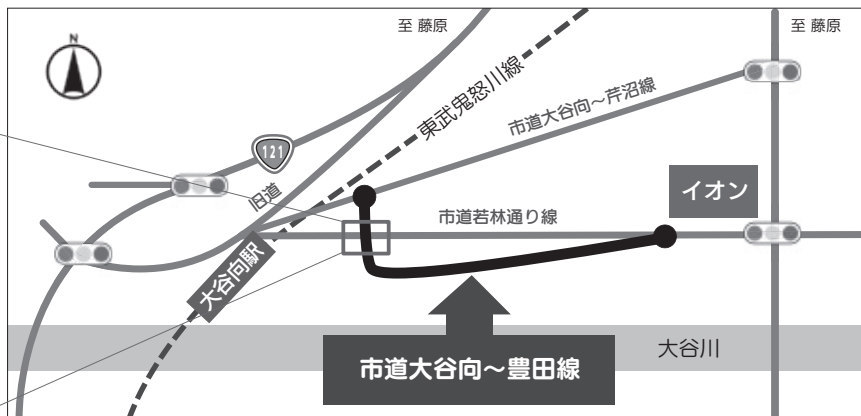 至 藤原
至 藤原
N
東武鬼怒川線
市道大谷向～芹沼線
121
旧道
イオン
市道若林通り線
大谷向駅
大谷川
市道大谷向～豊田線